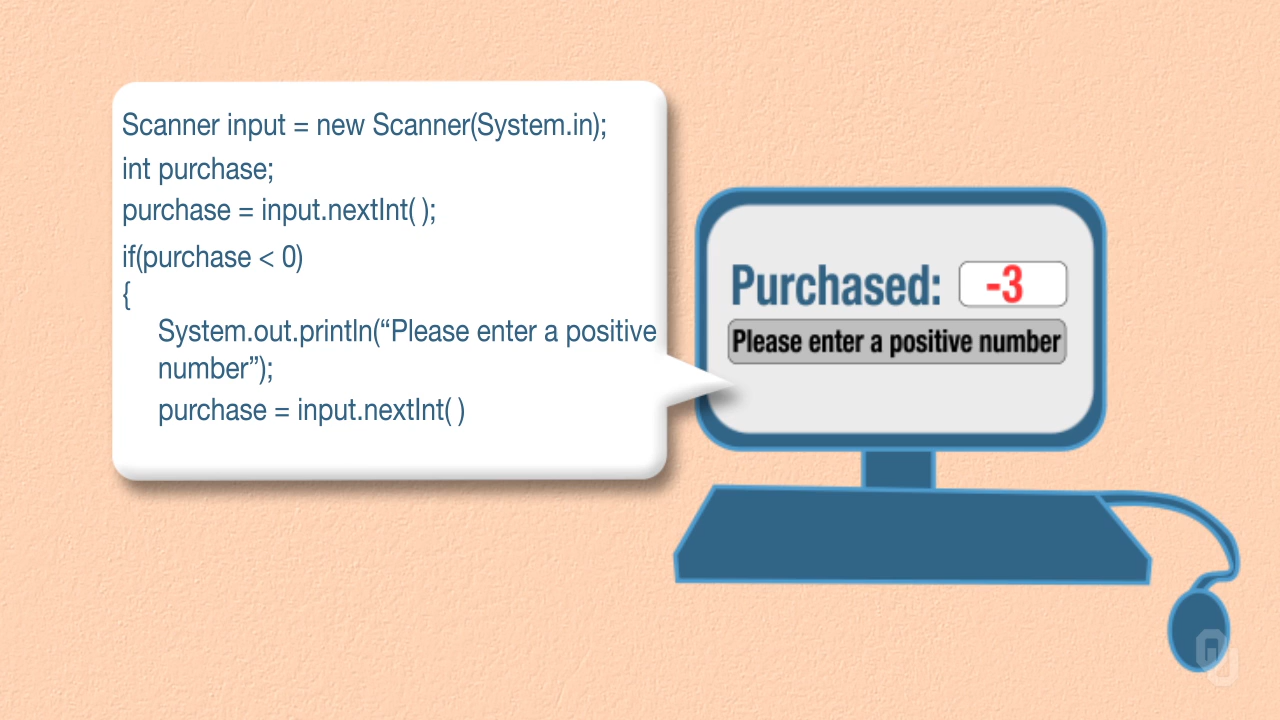 Scanner input = new Scanner(System.in);
int purchase;
purchase = input.nextInt( );
if(purchase < 0)
{
System.out.println(“Please enter a positive
number”);
purchase = input.nextInt( )
Purchased: -3
Please enter a positive number